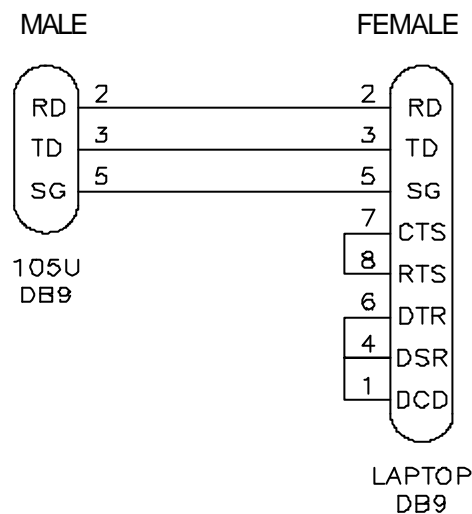 MALE FEMALE
RD 2 2 RD
TD 3 3 TD
SG 5 5 SG
7 CTS
8 RTS
105U
DB9
6 DTR
4 DSR
1 DCD
LAPTOP
DB9